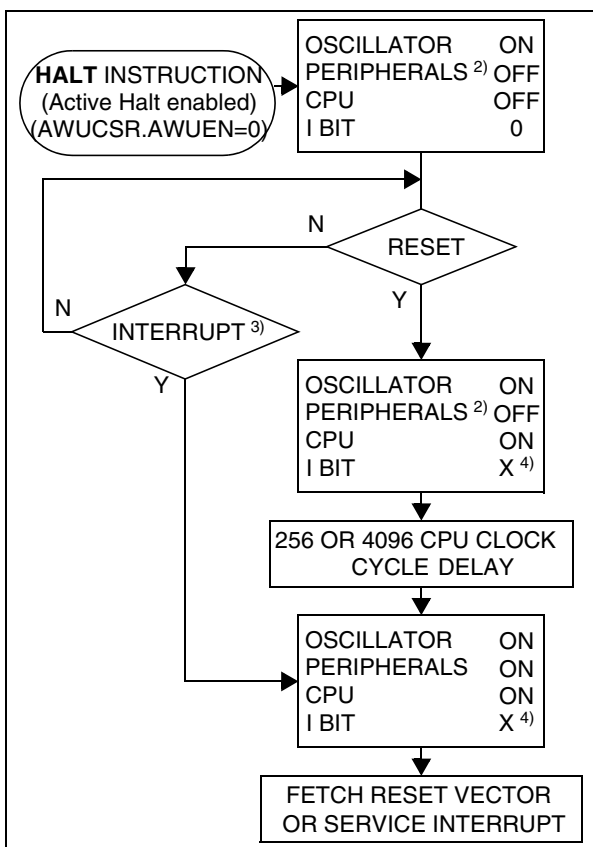 HALT INSTRUCTION
(Active Halt enabled)
(AWUCSR.AWUEN=0)
OSCILLATOR ON
PERIPHERALS 2) OFF
CPU OFF
I BIT 0
RESET
N
Y
INTERRUPT 3)
N
Y
OSCILLATOR ON
PERIPHERALS 2) OFF
CPU ON
I BIT X 4)
256 OR 4096 CPU CLOCK
CYCLE DELAY
OSCILLATOR ON
PERIPHERALS ON
CPU ON
I BIT X 4)
FETCH RESET VECTOR
OR SERVICE INTERRUPT